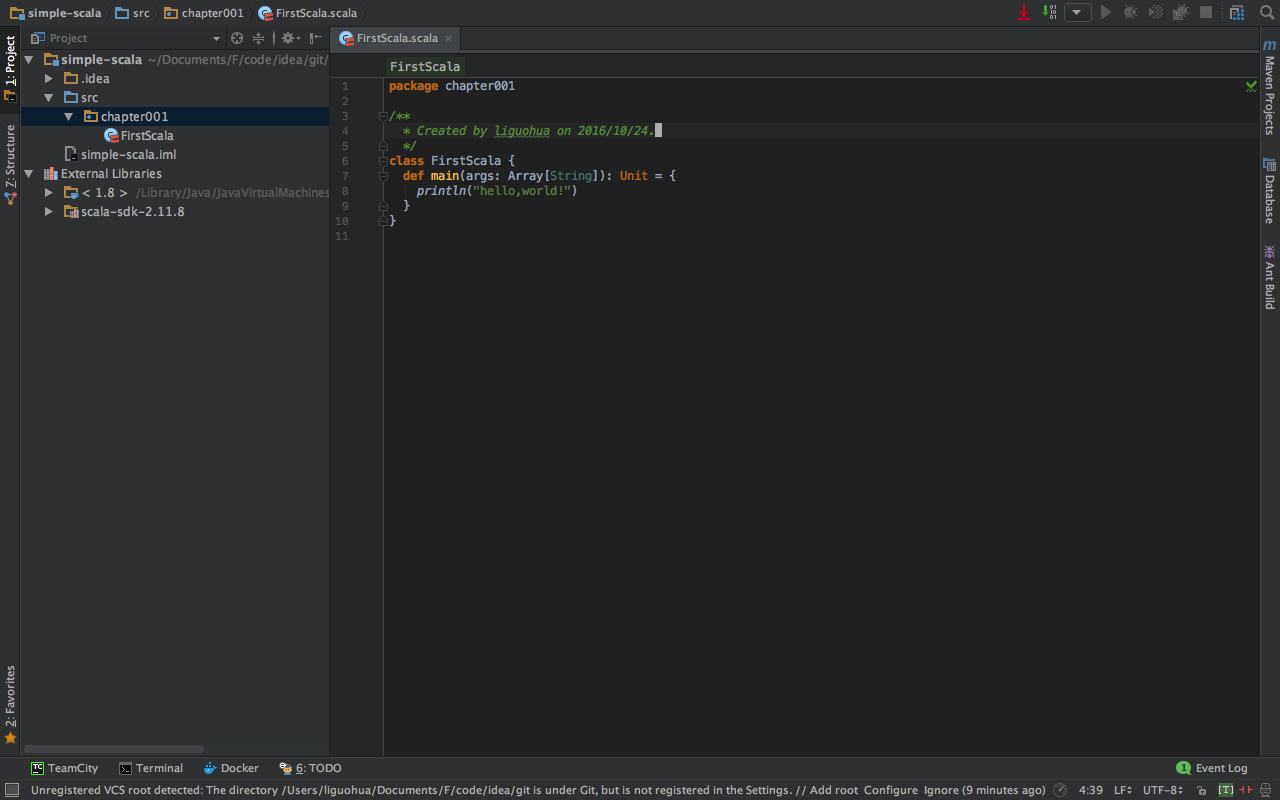 simple-scala src chapter001 FirstScala.scala
1: Project
Z: Structure
2: Favorites
Project
simple-scala ~/Documents/F/code/idea/git/
.idea
src
chapter001
FirstScala
simple-scala.iml
External Libraries
< 1.8 > /Library/Java/JavaVirtualMachines
scala-sdk-2.11.8
FirstScala.scala
FirstScala
1 package chapter001
2
3 /**
4 * Created by liguohua on 2016/10/24.
5 */
6 class FirstScala {
7 def main(args: Array[String]): Unit = {
8 println("hello,world!")
9 }
10 }
11
m Maven Projects
Database
Ant Build
TC TeamCity Terminal Docker 6: TODO 1 Event Log
Unregistered VCS root detected: The directory /Users/liguohua/Documents/F/code/idea/git is under Git, but is not registered in the Settings. // Add root Configure Ignore (9 minutes ago) 4:39 LF UTF-8 [T]